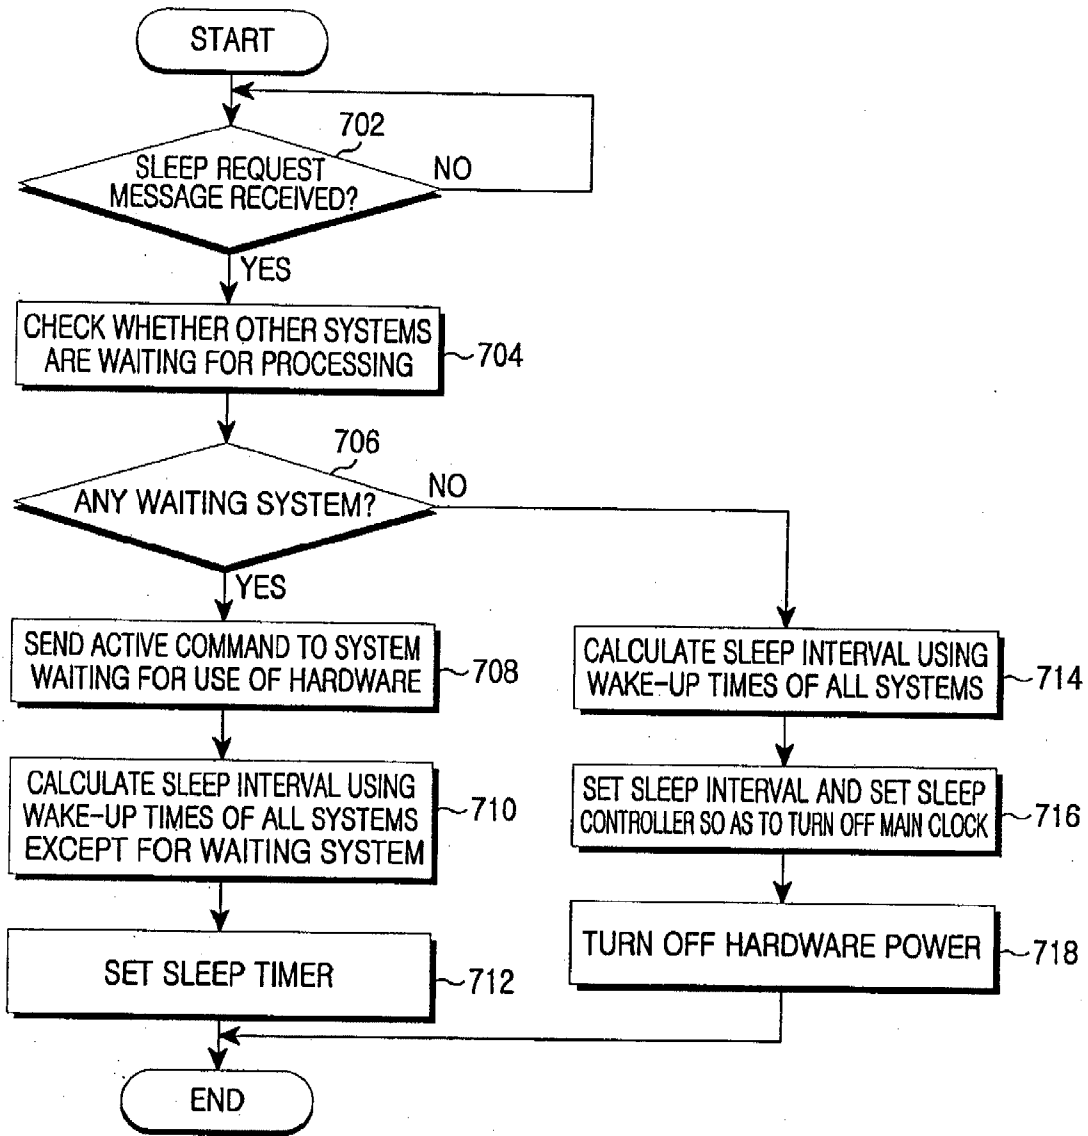 START
702
SLEEP REQUEST
MESSAGE RECEIVED?
NO
YES
CHECK WHETHER OTHER SYSTEMS
ARE WAITING FOR PROCESSING
704
706
ANY WAITING SYSTEM?
NO
YES
SEND ACTIVE COMMAND TO SYSTEM
WAITING FOR USE OF HARDWARE
708
CALCULATE SLEEP INTERVAL USING
WAKE-UP TIMES OF ALL SYSTEMS
EXCEPT FOR WAITING SYSTEM
710
SET SLEEP TIMER
712
CALCULATE SLEEP INTERVAL USING
WAKE-UP TIMES OF ALL SYSTEMS
714
SET SLEEP INTERVAL AND SET SLEEP
CONTROLLER SO AS TO TURN OFF MAIN CLOCK
716
TURN OFF HARDWARE POWER
718
END